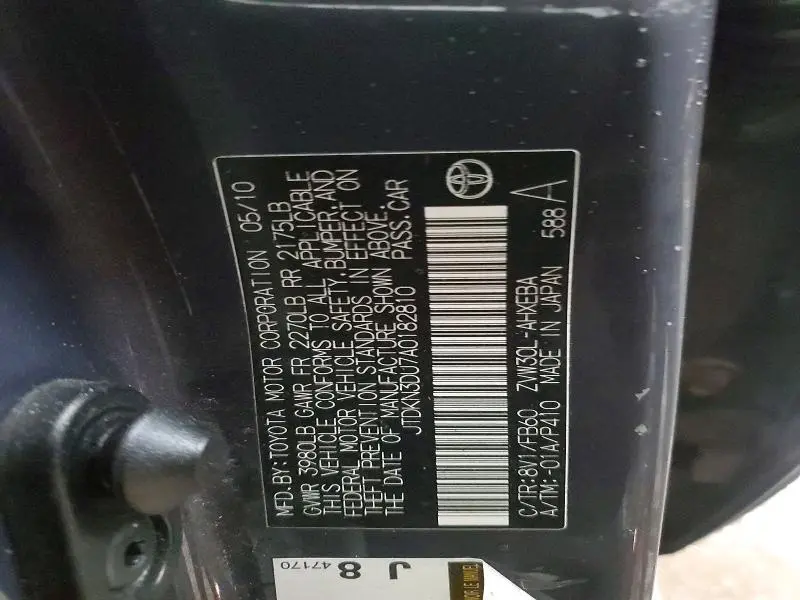 MFD.BY:TOYOTA MOTOR CORPORATION 05/10
GVWR 3980LB GAWR FR 2270LB RR 2175LB
THIS VEHICLE CONFORMS TO ALL APPLICABLE
FEDERAL MOTOR VEHICLE SAFETY,BUMPER,AND
THEFT PREVENTION STANDARDS IN EFFECT ON
THE DATE OF MANUFACTURE SHOWN ABOVE.
JTDKN3DU7A0182810 PASS.CAR
C/TR:8V1/FB60 ZVW30L-AHXEBA
A/TM:-01A/P410 MADE IN JAPAN 588 A
J 8
47170